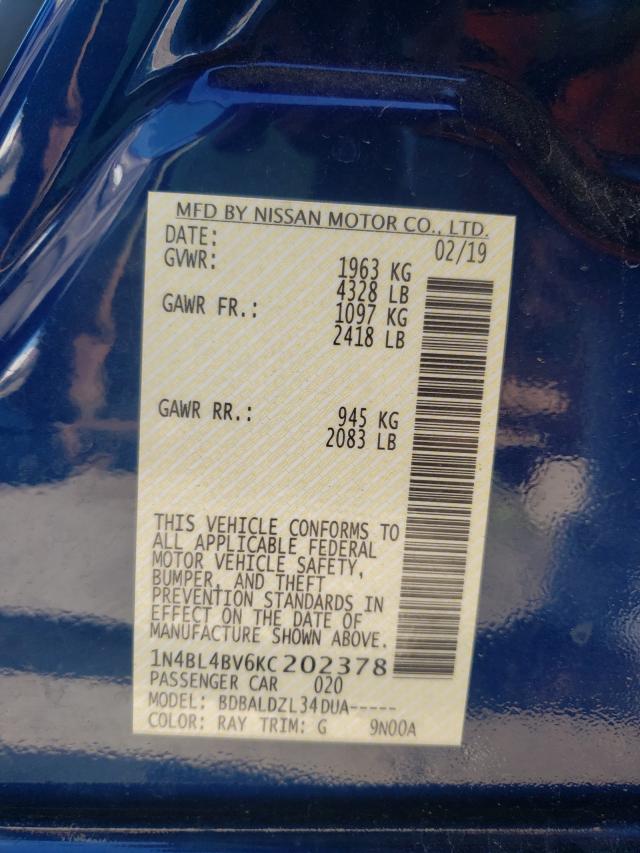 MFD BY NISSAN MOTOR CO., LTD.
DATE: 02/19
GVWR: 1963 KG
4328 LB
GAWR FR.: 1097 KG
2418 LB
GAWR RR.: 945 KG
2083 LB
THIS VEHICLE CONFORMS TO
ALL APPLICABLE FEDERAL
MOTOR VEHICLE SAFETY,
BUMPER, AND THEFT
PREVENTION STANDARDS IN
EFFECT ON THE DATE OF
MANUFACTURE SHOWN ABOVE.
1N4BL4BV6KC202378
PASSENGER CAR 020
MODEL: BDBALDZL34DUA-----
COLOR: RAY TRIM: G 9N00A